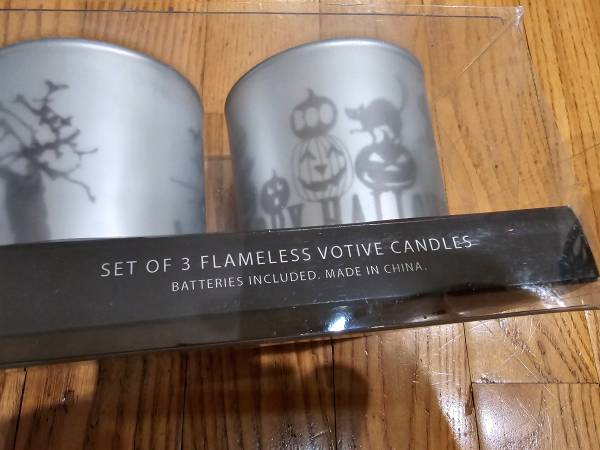 SET OF 3 FLAMELESS VOTIVE CANDLES
BATTERIES INCLUDED. MADE IN CHINA.